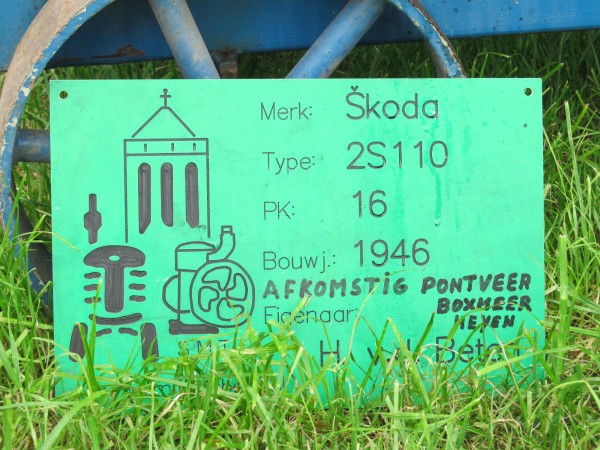 Merk: Škoda
Type: 2S110
PK: 16
Bouwj.: 1946
AFKOMSTIG PONTVEER
BOXMEER
HEYEN
Eigenaar: